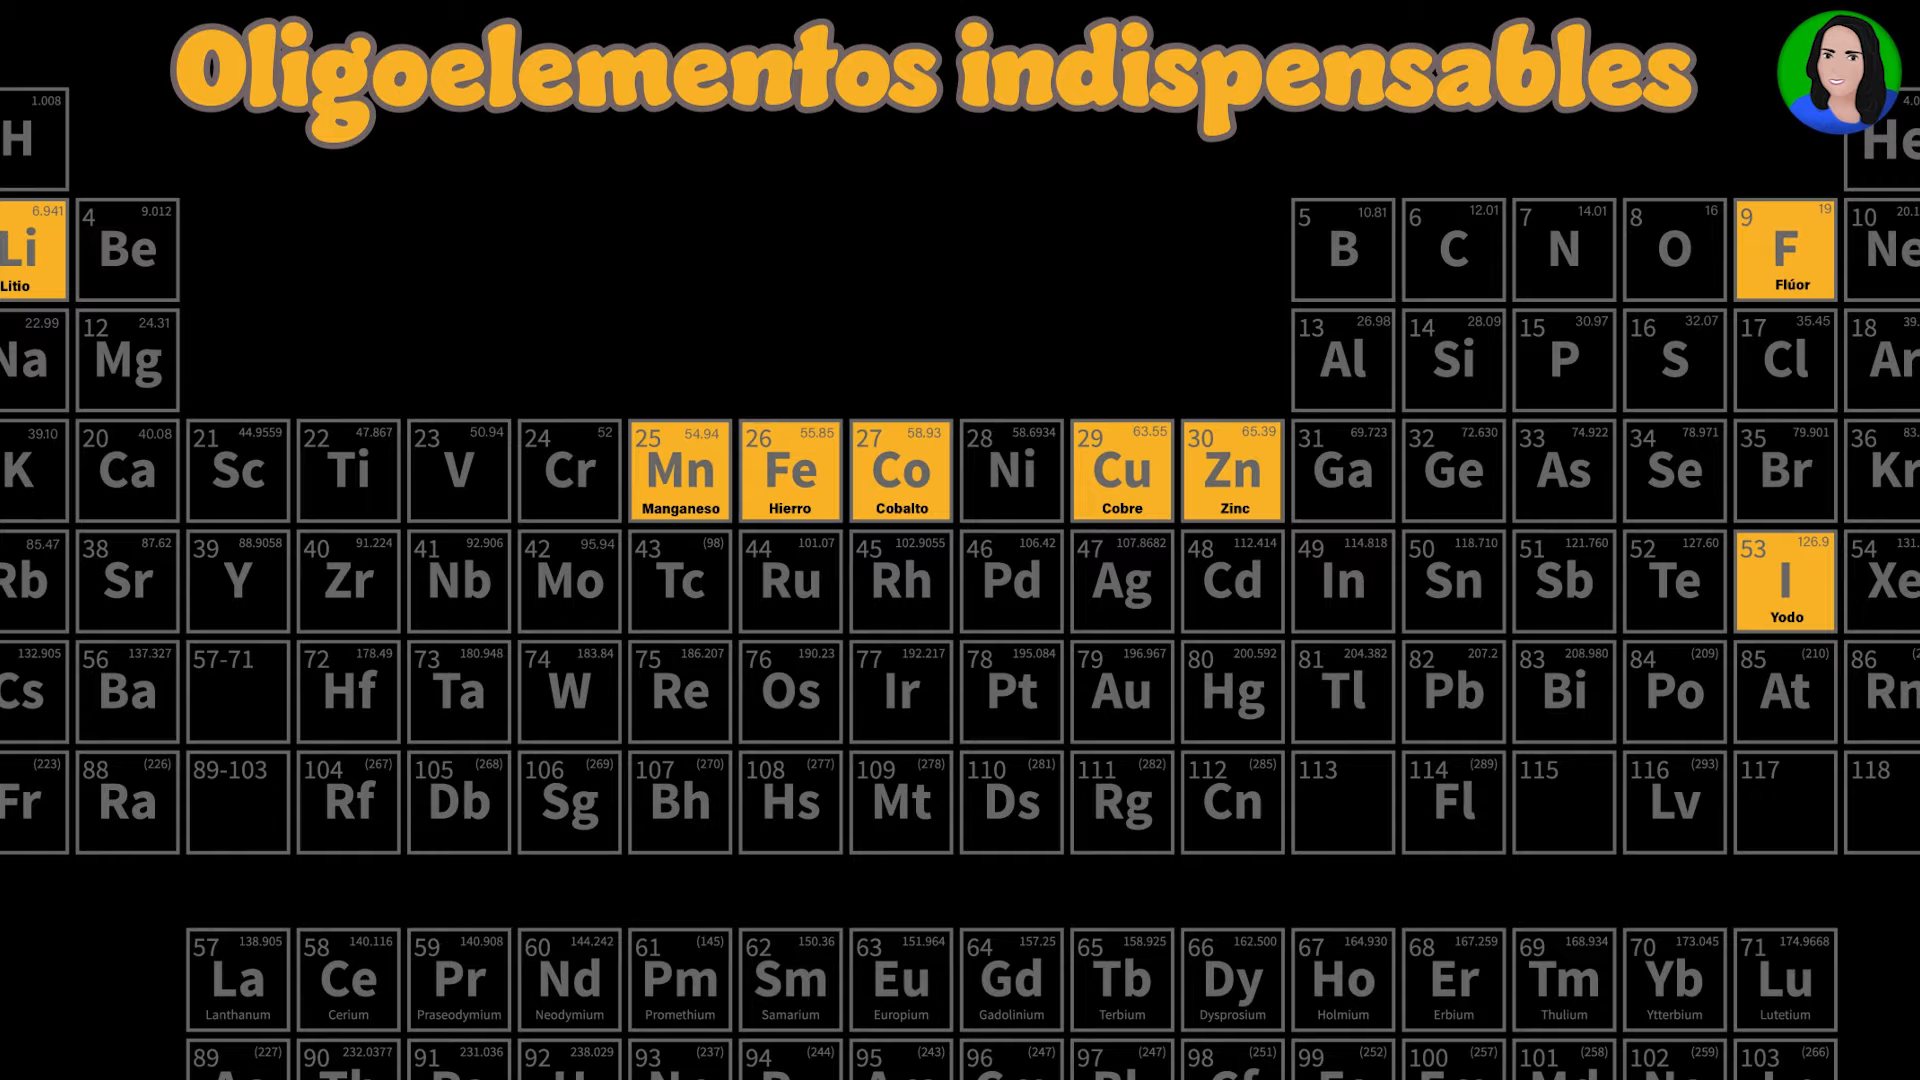 Oligoelementos indispensables
1.008 4.0
H He
6.941 4 9.012 5 10.81 6 12.01 7 14.01 8 16 9 19 10 20.1
Li Be B C N O F Ne
Litio Flúor
22.99 12 24.31 13 26.98 14 28.09 15 30.97 16 32.07 17 35.45 18 39.
Na Mg Al Si P S Cl Ar
39.10 20 40.08 21 44.9559 22 47.867 23 50.94 24 52 25 54.94 26 55.85 27 58.93 28 58.6934 29 63.55 30 65.39 31 69.723 32 72.630 33 74.922 34 78.971 35 79.901 36 83.
K Ca Sc Ti V Cr Mn Fe Co Ni Cu Zn Ga Ge As Se Br Kr
Manganeso Hierro Cobalto Cobre Zinc
85.47 38 87.62 39 88.9058 40 91.224 41 92.906 42 95.94 43 (98) 44 101.07 45 102.9055 46 106.42 47 107.8682 48 112.414 49 114.818 50 118.710 51 121.760 52 127.60 53 126.9 54 131.
Rb Sr Y Zr Nb Mo Tc Ru Rh Pd Ag Cd In Sn Sb Te I Xe
Yodo
132.905 56 137.327 57-71 72 178.49 73 180.948 74 183.84 75 186.207 76 190.23 77 192.217 78 195.084 79 196.967 80 200.592 81 204.382 82 207.2 83 208.980 84 (209) 85 (210) 86 (2
Cs Ba Hf Ta W Re Os Ir Pt Au Hg Tl Pb Bi Po At Rn
(223) 88 (226) 89-103 104 (267) 105 (268) 106 (269) 107 (270) 108 (277) 109 (278) 110 (281) 111 (282) 112 (285) 113 114 (289) 115 116 (293) 117 118
Fr Ra Rf Db Sg Bh Hs Mt Ds Rg Cn Fl Lv
57 138.905 58 140.116 59 140.908 60 144.242 61 (145) 62 150.36 63 151.964 64 157.25 65 158.925 66 162.500 67 164.930 68 167.259 69 168.934 70 173.045 71 174.9668
La Ce Pr Nd Pm Sm Eu Gd Tb Dy Ho Er Tm Yb Lu
Lanthanum Cerium Praseodymium Neodymium Promethium Samarium Europium Gadolinium Terbium Dysprosium Holmium Erbium Thulium Ytterbium Lutetium
89 (227) 90 232.0377 91 231.036 92 238.029 93 (237) 94 (244) 95 (243) 96 (247) 97 (247) 98 (251) 99 (252) 100 (257) 101 (258) 102 (259) 103 (266)